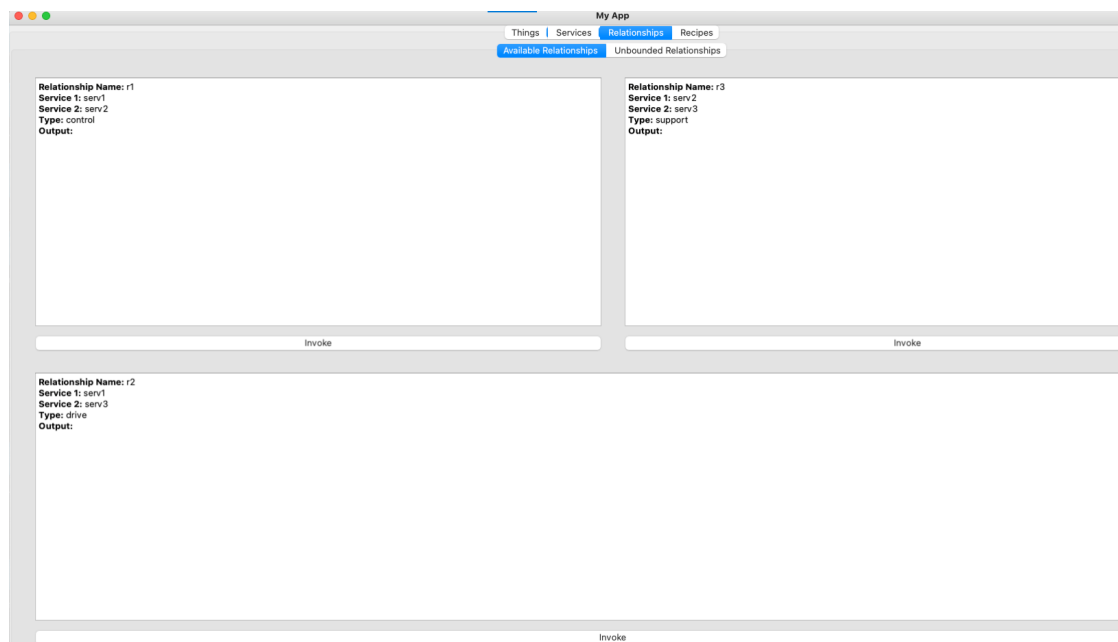 My App
Things Services Relationships Recipes
Available Relationships Unbounded Relationships
Relationship Name: r1
Service 1: serv1
Service 2: serv2
Type: control
Output:
Invoke
Relationship Name: r3
Service 1: serv2
Service 2: serv3
Type: support
Output:
Invoke
Relationship Name: r2
Service 1: serv1
Service 2: serv3
Type: drive
Output:
Invoke